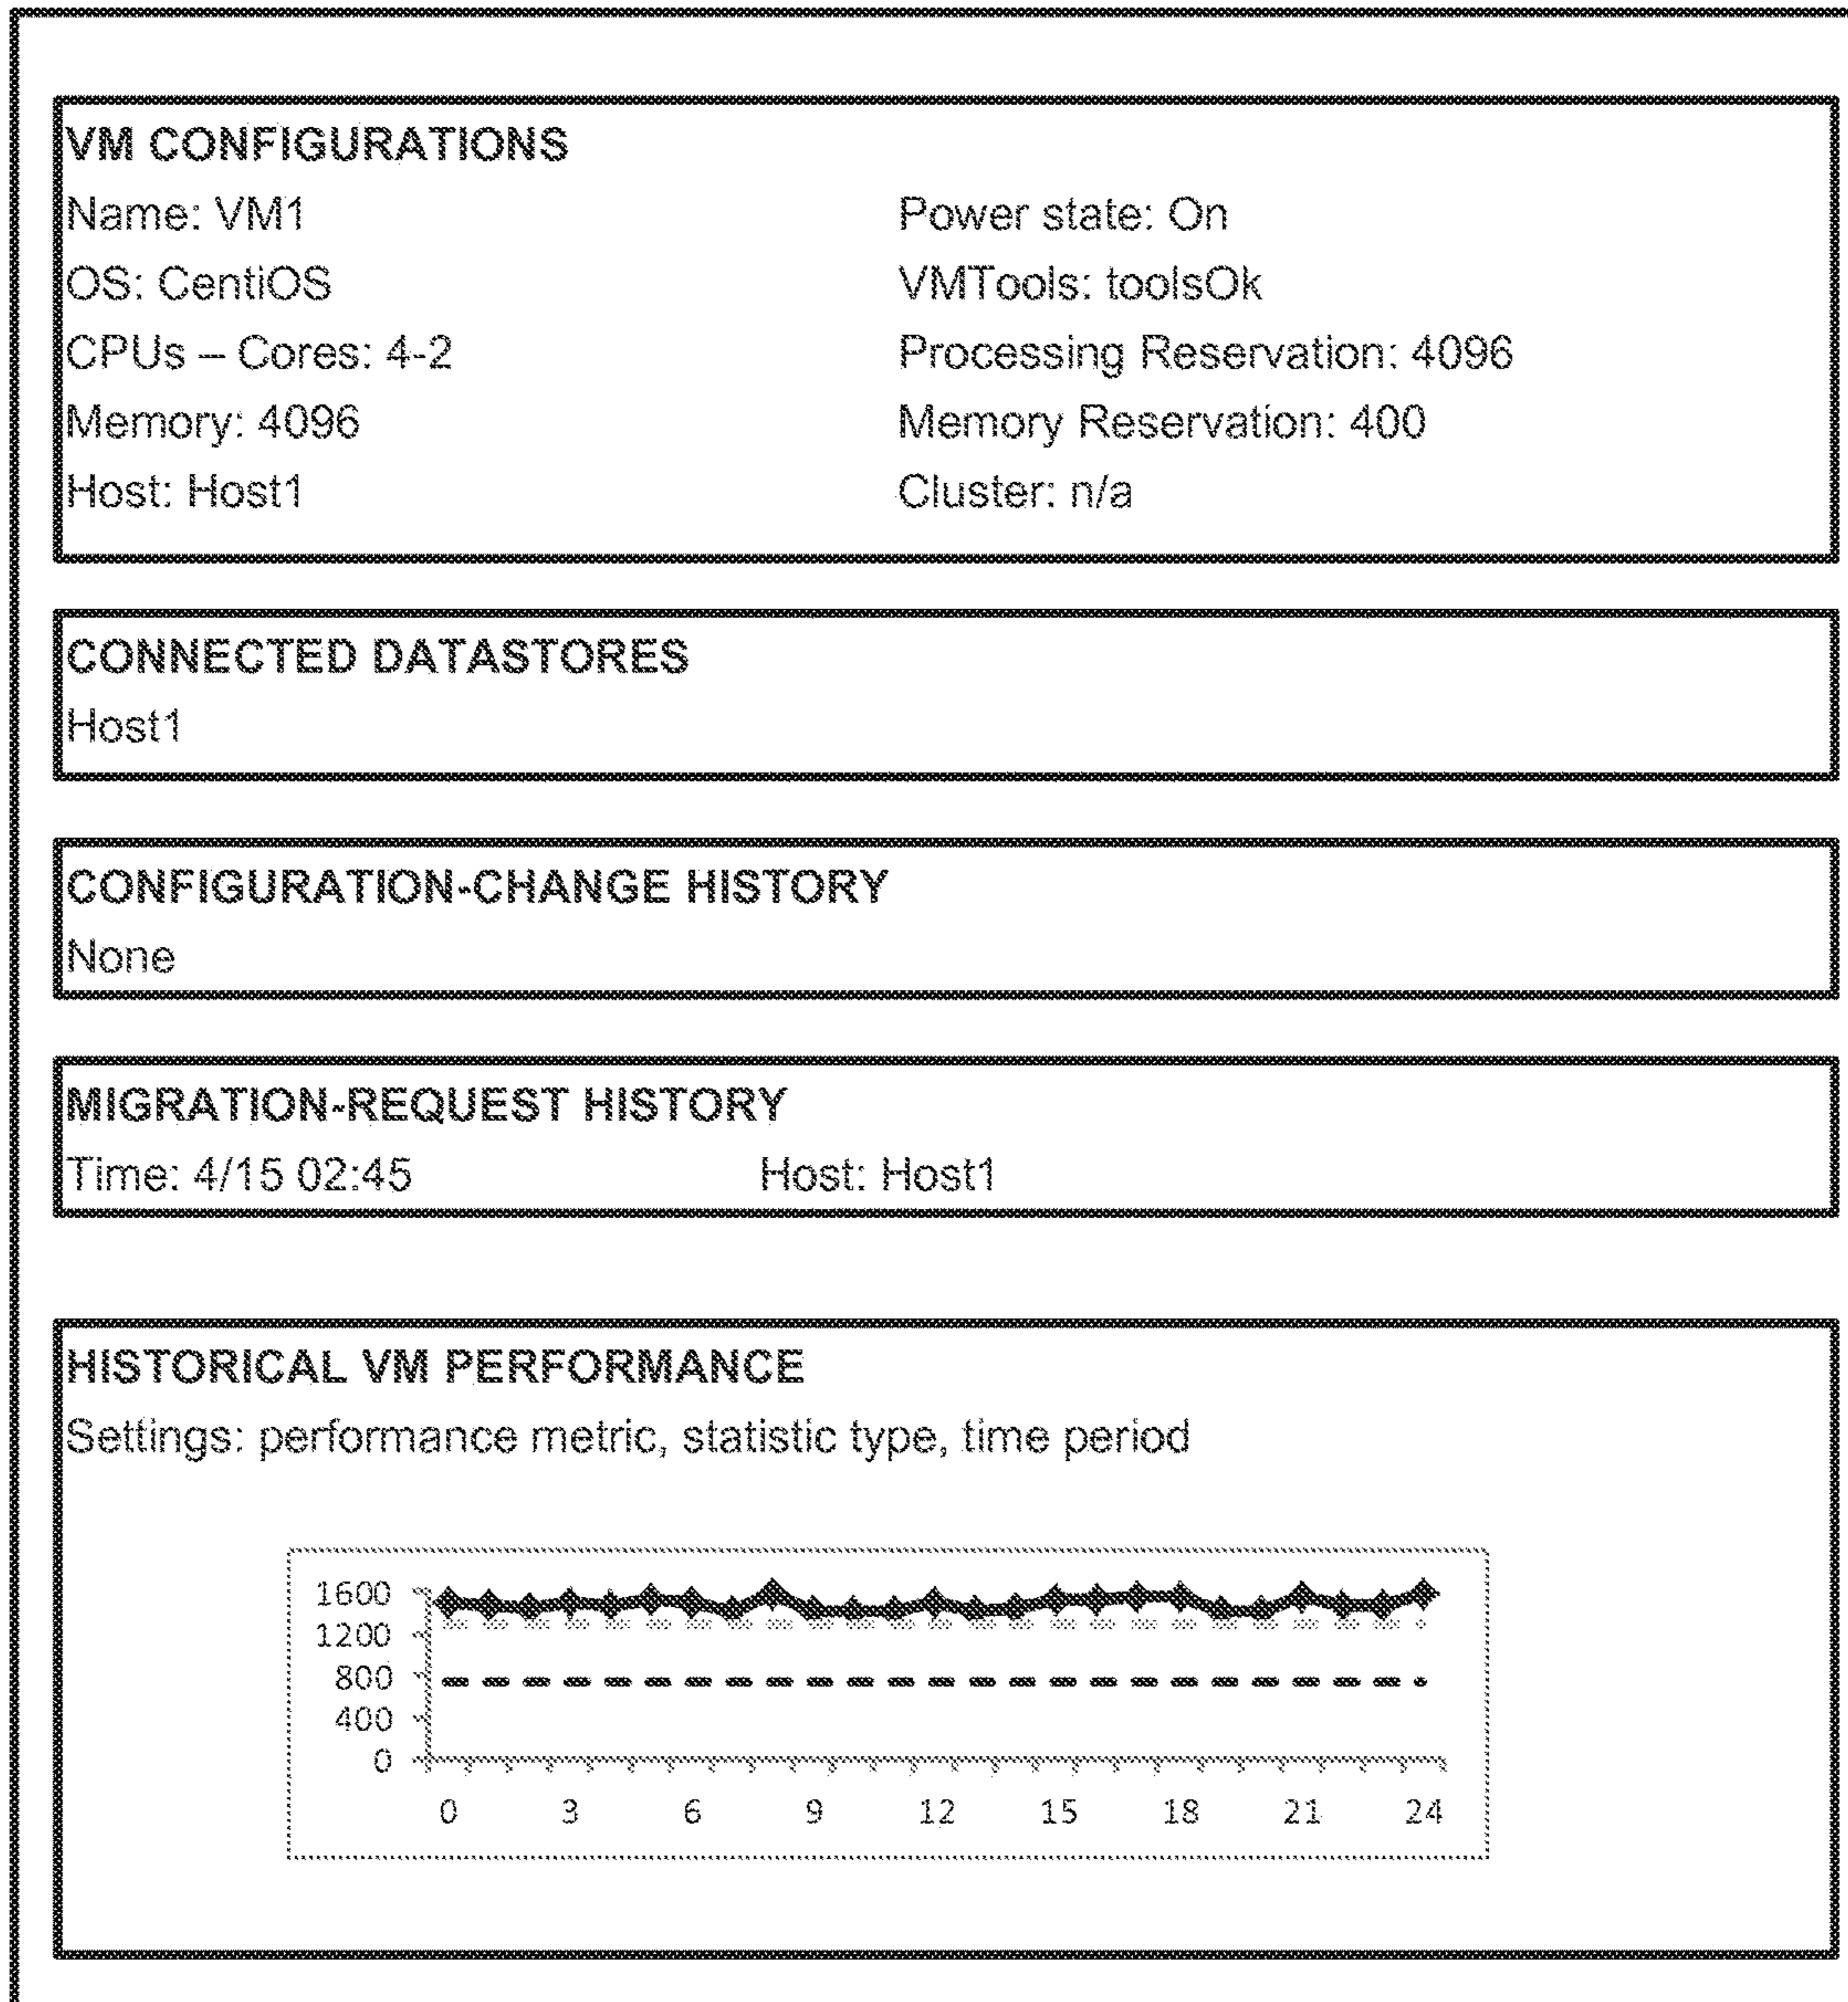 VM CONFIGURATIONS
Name: VM1 Power state: On
OS: CentiOS VMTools: toolsOk
CPUs – Cores: 4-2 Processing Reservation: 4096
Memory: 4096 Memory Reservation: 400
Host: Host1 Cluster: n/a
CONNECTED DATASTORES
Host1
CONFIGURATION-CHANGE HISTORY
None
MIGRATION-REQUEST HISTORY
Time: 4/15 02:45 Host: Host1
HISTORICAL VM PERFORMANCE
Settings: performance metric, statistic type, time period
1600
1200
800
400
0
0 3 6 9 12 15 18 21 24